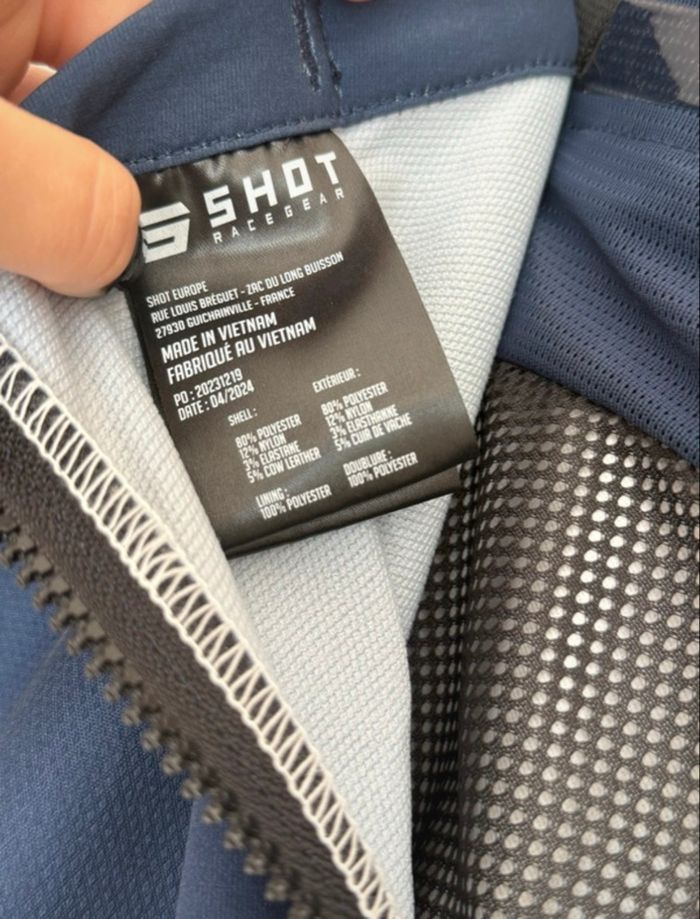 SHOT
RACE GEAR
SHOT EUROPE
RUE LOUIS BRÉGUET - ZAC DU LONG BUISSON
27930 GUICHAINVILLE - FRANCE
MADE IN VIETNAM
FABRIQUÉ AU VIETNAM
PO : 20231219
DATE : 04/2024
SHELL :
80% POLYESTER
12% NYLON
3% ELASTANE
5% COW LEATHER
LINING :
100% POLYESTER
EXTÉRIEUR :
80% POLYESTER
12% NYLON
3% ELASTHANNE
5% CUIR DE VACHE
DOUBLURE :
100% POLYESTER